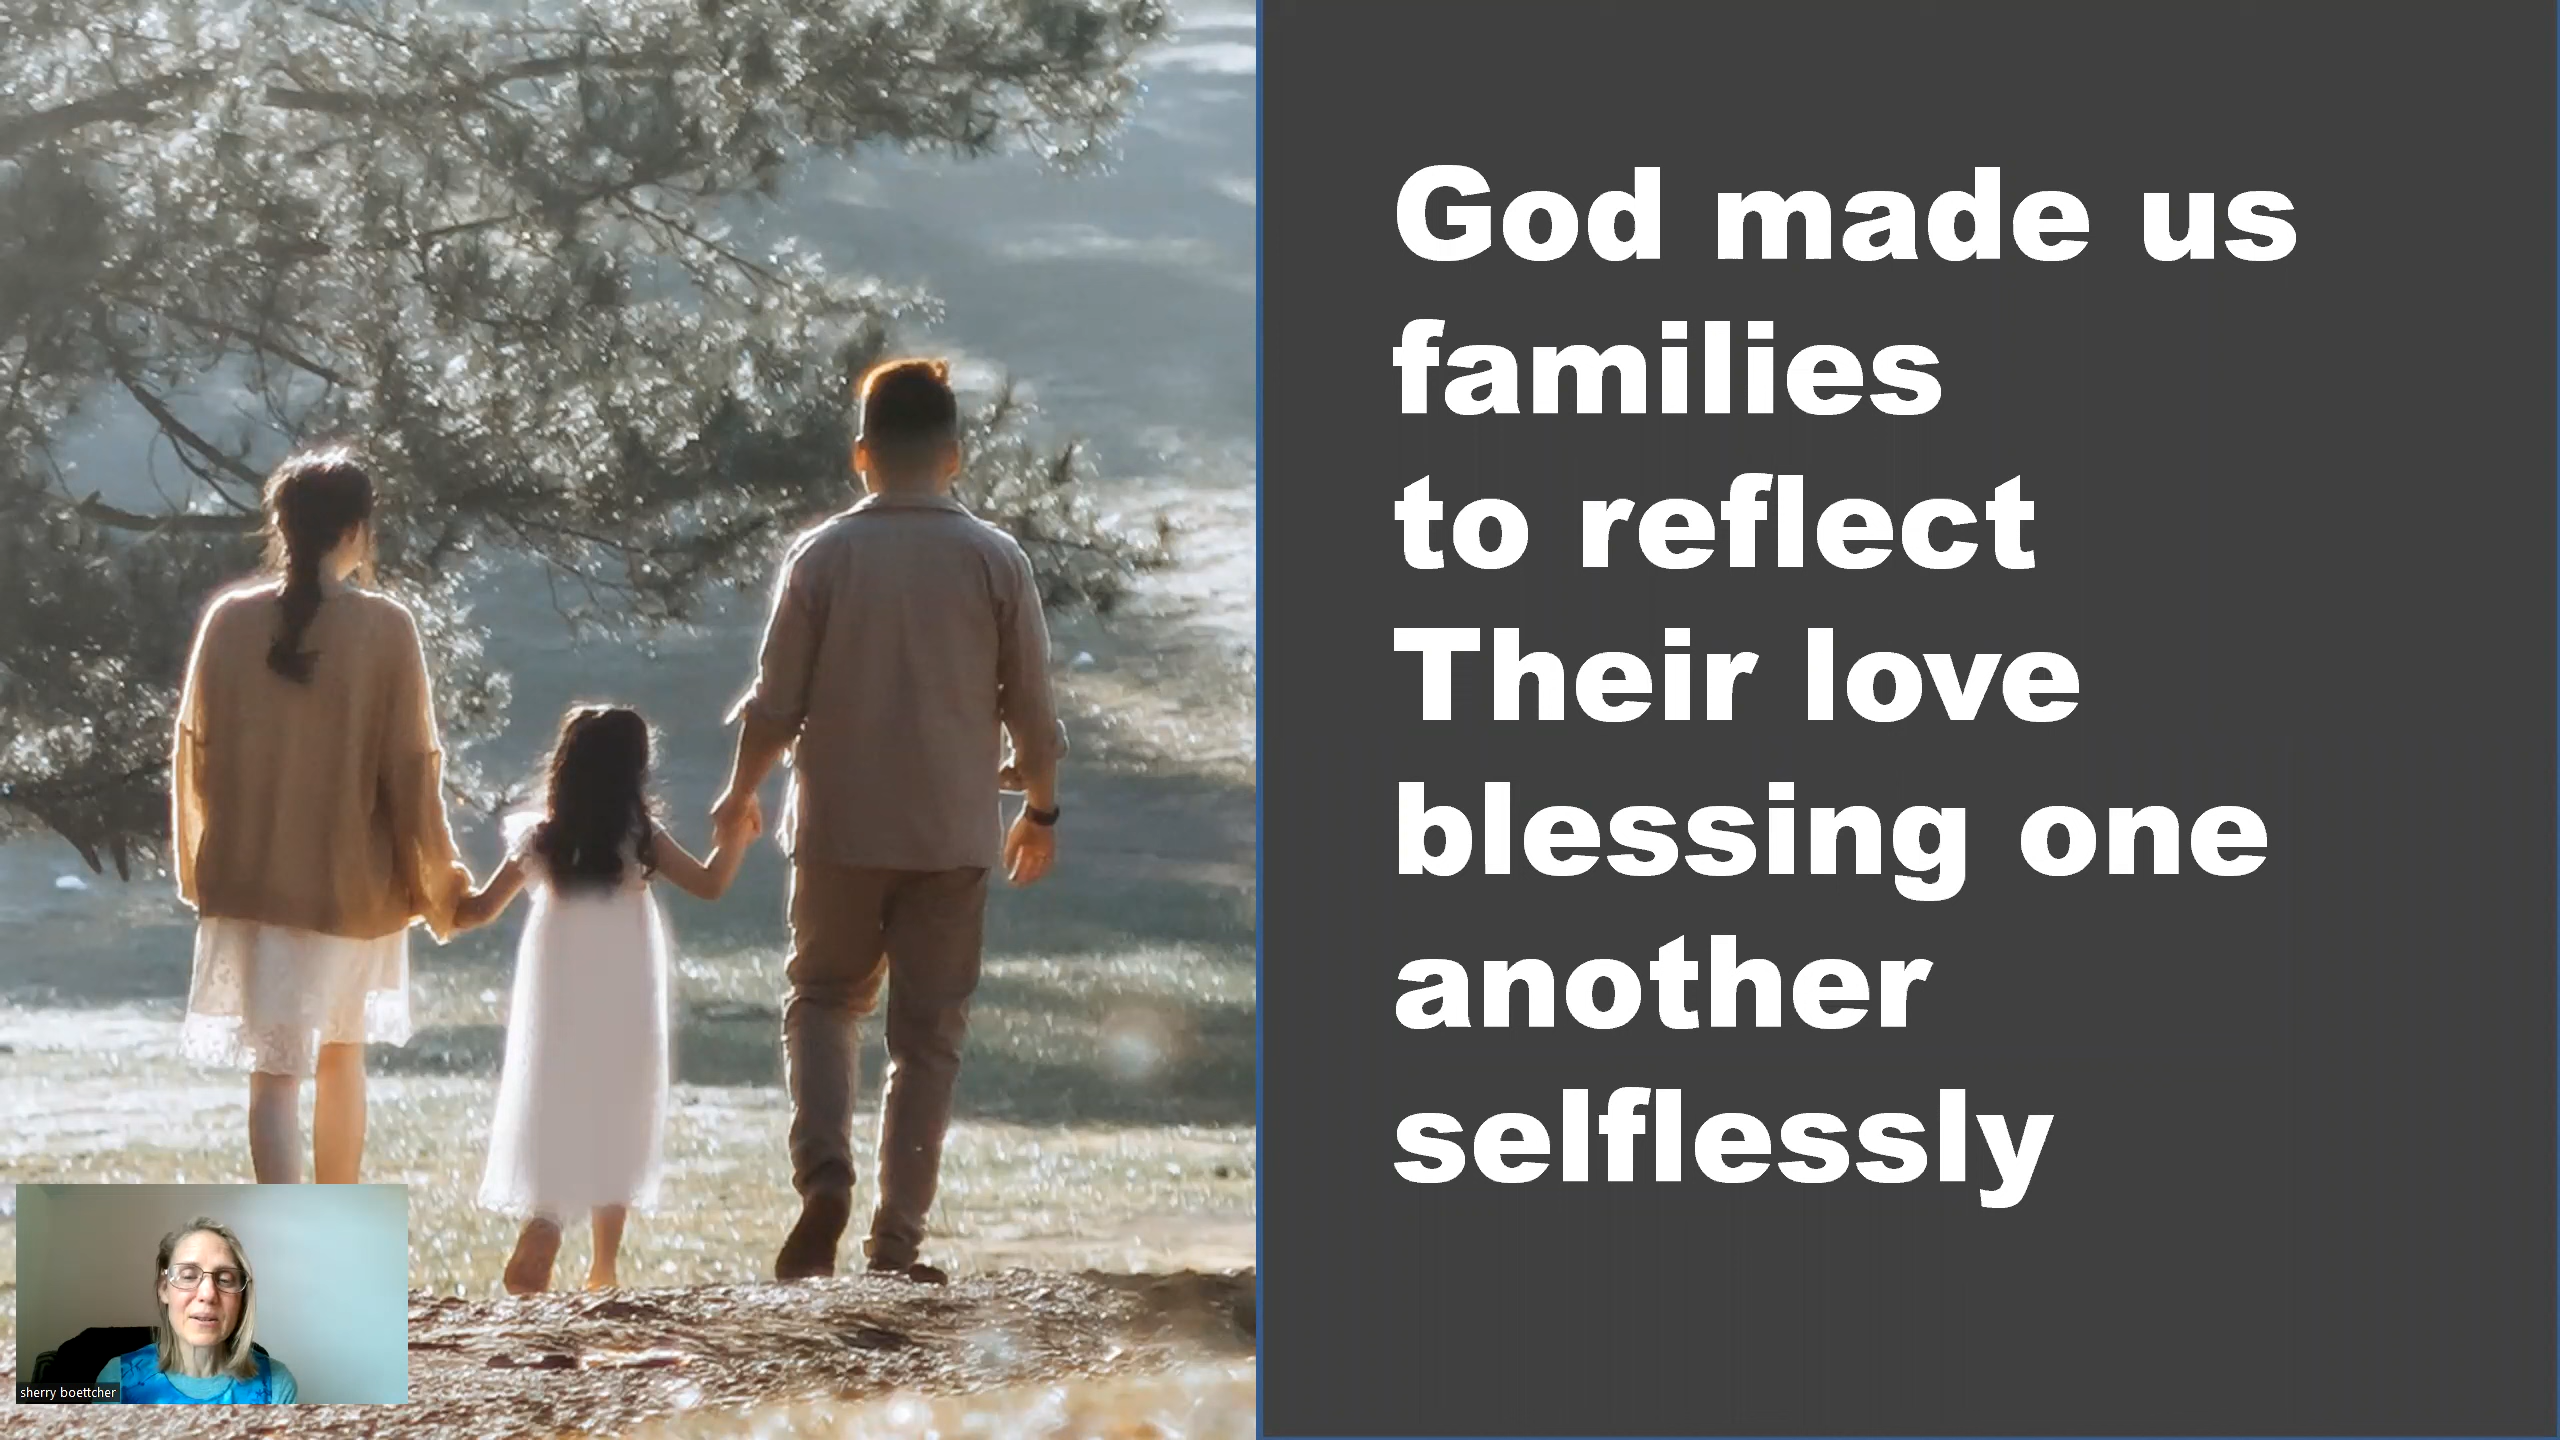 God made us
families
to reflect
Their love
blessing one
another
selflessly
sherry boettcher